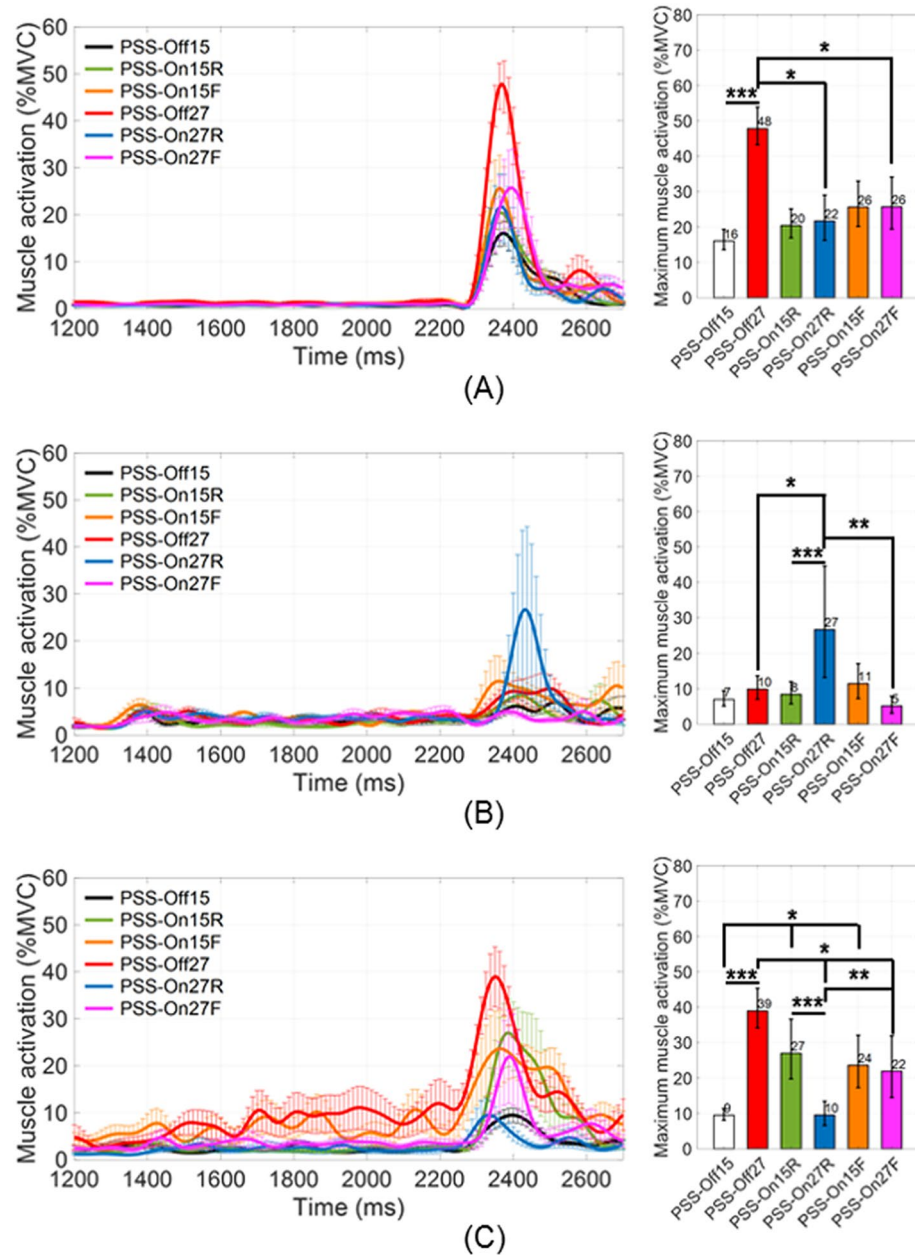 60
50
40
30
20
10
0
Muscle activation (%MVC)
PSS-Off15
PSS-On15R
PSS-On15F
PSS-Off27
PSS-On27R
PSS-On27F
1200 1400 1600 1800 2000 2200 2400 2600
Time (ms)
80
70
60
50
40
30
20
10
0
Maximum muscle activation (%MVC)
*
*
***
16
48
20
22
26
26
PSS-Off15
PSS-Off27
PSS-On15R
PSS-On27R
PSS-On15F
PSS-On27F
(A)
60
50
40
30
20
10
0
Muscle activation (%MVC)
PSS-Off15
PSS-On15R
PSS-On15F
PSS-Off27
PSS-On27R
PSS-On27F
1200 1400 1600 1800 2000 2200 2400 2600
Time (ms)
80
70
60
50
40
30
20
10
0
Maximum muscle activation (%MVC)
*
**
***
7
10
8
27
11
5
PSS-Off15
PSS-Off27
PSS-On15R
PSS-On27R
PSS-On15F
PSS-On27F
(B)
60
50
40
30
20
10
0
Muscle activation (%MVC)
PSS-Off15
PSS-On15R
PSS-On15F
PSS-Off27
PSS-On27R
PSS-On27F
1200 1400 1600 1800 2000 2200 2400 2600
Time (ms)
80
70
60
50
40
30
20
10
0
Maximum muscle activation (%MVC)
*
*
***
***
**
9
39
27
10
24
22
PSS-Off15
PSS-Off27
PSS-On15R
PSS-On27R
PSS-On15F
PSS-On27F
(C)